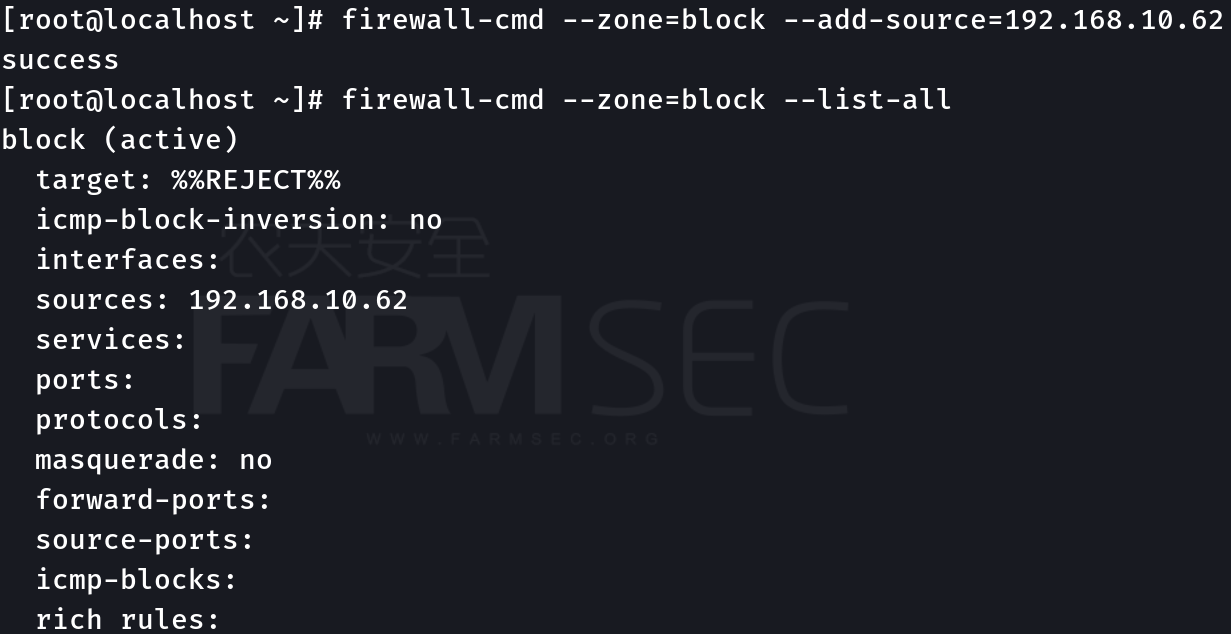 [root@localhost ~]# firewall-cmd --zone=block --add-source=192.168.10.62
success
[root@localhost ~]# firewall-cmd --zone=block --list-all
block (active)
  target: %%REJECT%%
  icmp-block-inversion: no
  interfaces:
  sources: 192.168.10.62
  services:
  ports:
  protocols:
  masquerade: no
  forward-ports:
  source-ports:
  icmp-blocks:
  rich rules:
农夫安全
FARMSEC
WWW.FARMSEC.ORG